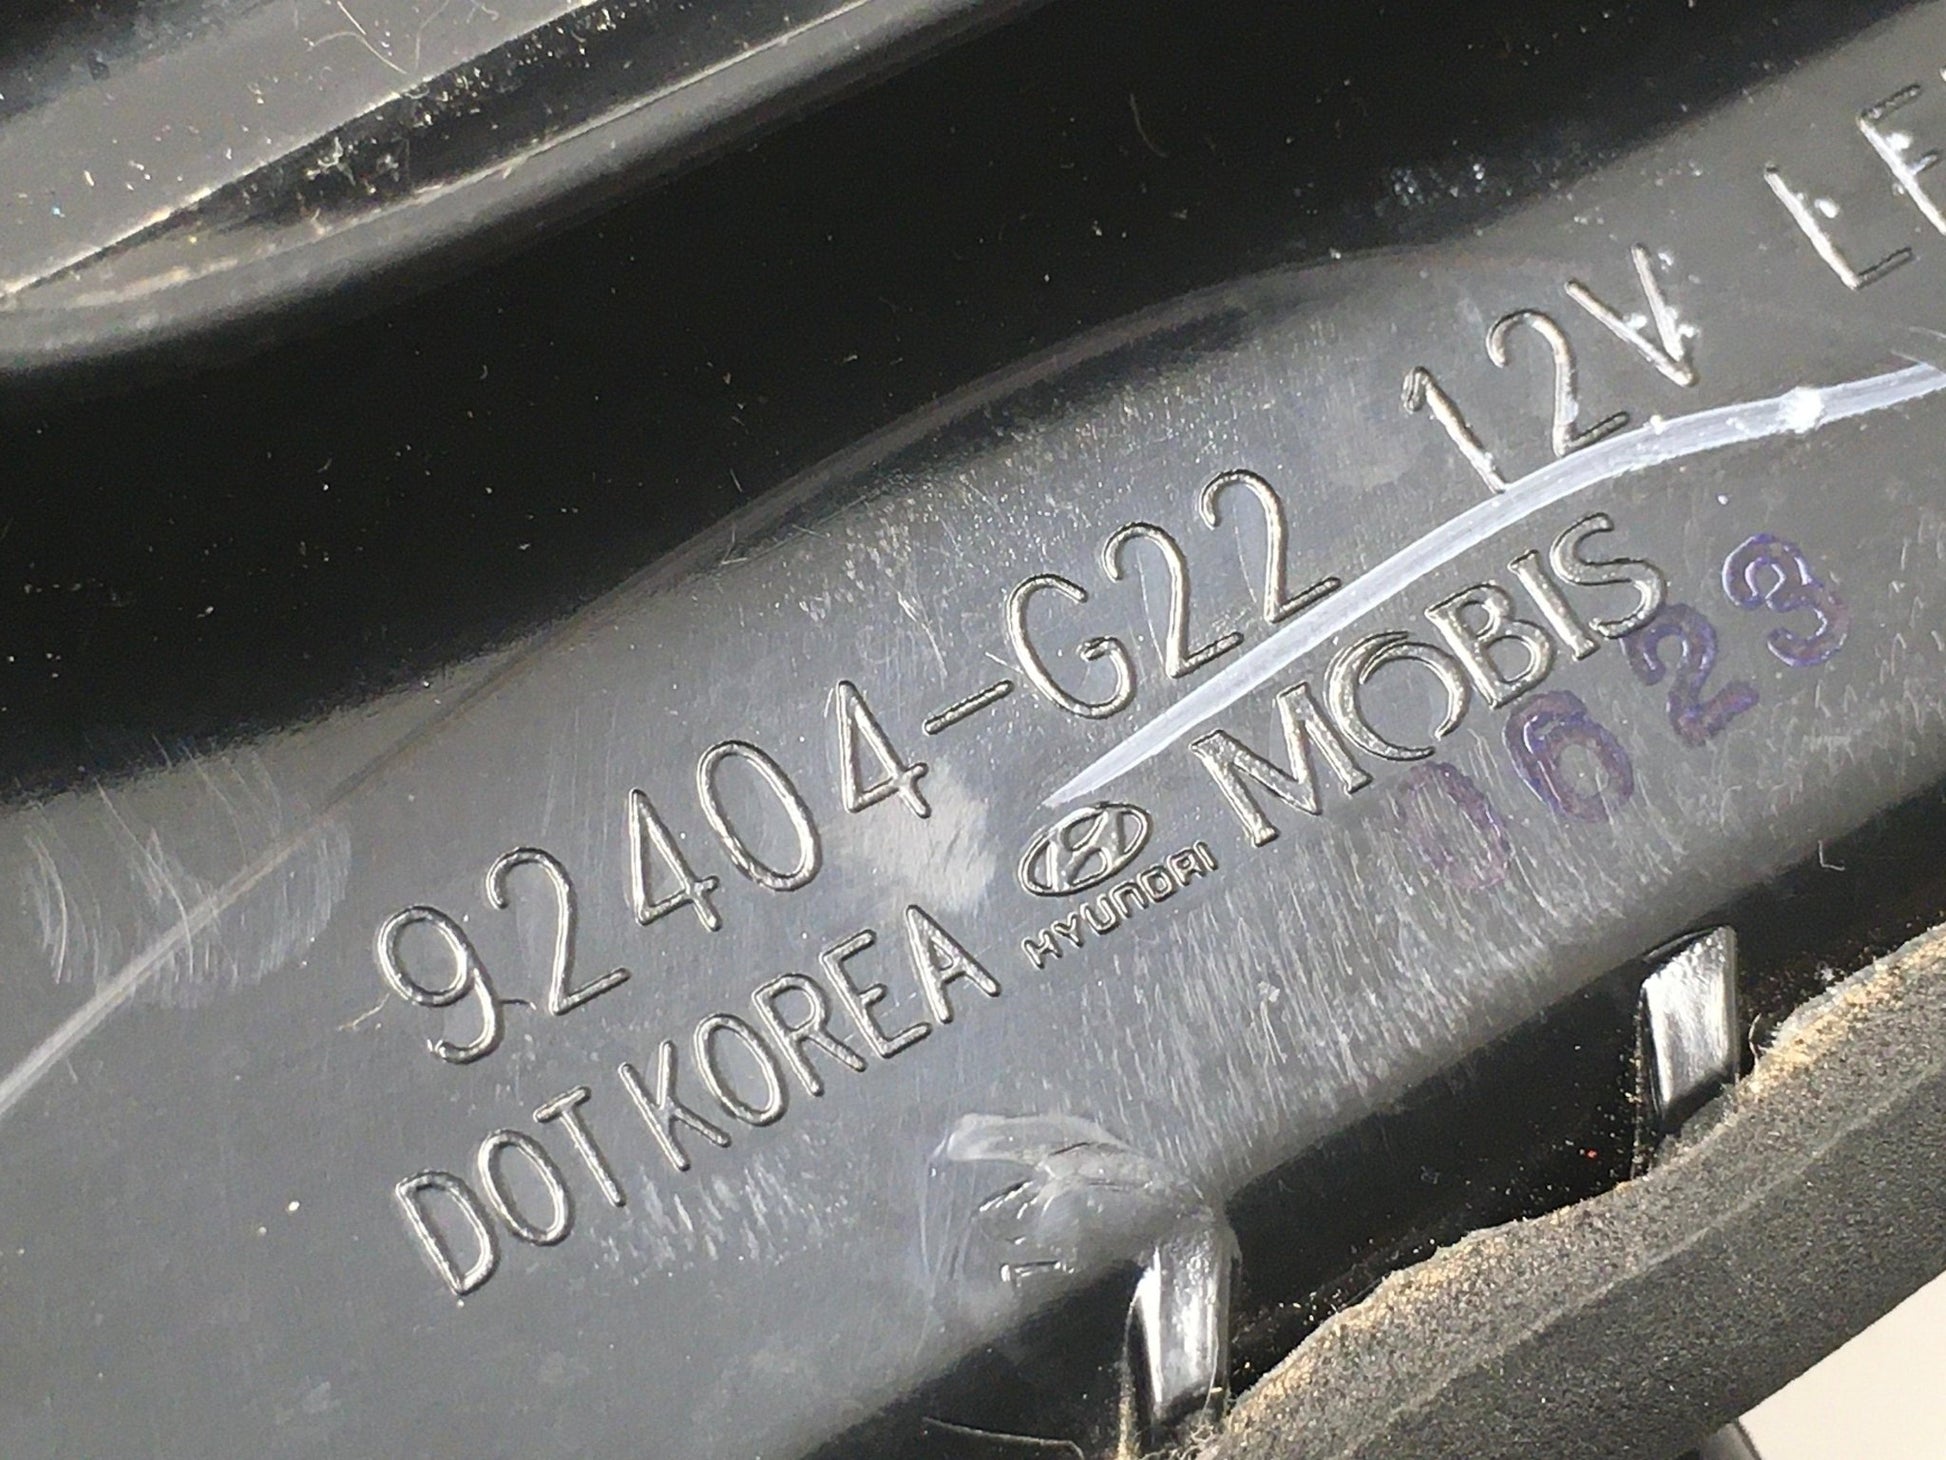 92404-G22 12V LE
HYUNDAI MOBIS
DOT KOREA
0623